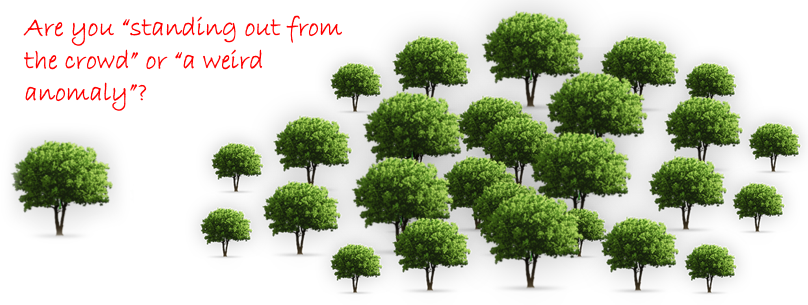 Are you “standing out from
the crowd” or “a weird
anomaly”?